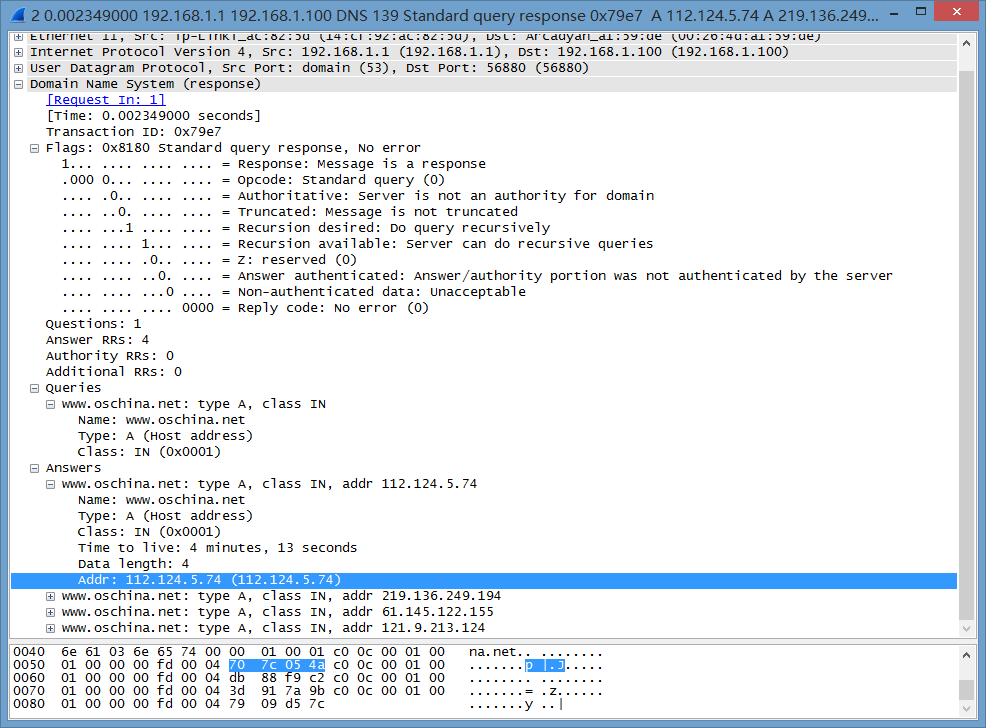 2 0.002349000 192.168.1.1 192.168.1.100 DNS 139 Standard query response 0x79e7 A 112.124.5.74 A 219.136.249...
Ethernet II, Src: Tp-LinkT_ac:82:5d (14:cf:92:ac:82:5d), Dst: Arcadyan_a1:59:de (00:26:4d:a1:59:de)
Internet Protocol Version 4, Src: 192.168.1.1 (192.168.1.1), Dst: 192.168.1.100 (192.168.1.100)
User Datagram Protocol, Src Port: domain (53), Dst Port: 56880 (56880)
Domain Name System (response)
[Request In: 1]
[Time: 0.002349000 seconds]
Transaction ID: 0x79e7
Flags: 0x8180 Standard query response, No error
1... .... .... .... = Response: Message is a response
.000 0... .... .... = Opcode: Standard query (0)
.... .0.. .... .... = Authoritative: Server is not an authority for domain
.... ..0. .... .... = Truncated: Message is not truncated
.... ...1 .... .... = Recursion desired: Do query recursively
.... .... 1... .... = Recursion available: Server can do recursive queries
.... .... .0.. .... = Z: reserved (0)
.... .... ..0. .... = Answer authenticated: Answer/authority portion was not authenticated by the server
.... .... ...0 .... = Non-authenticated data: Unacceptable
.... .... .... 0000 = Reply code: No error (0)
Questions: 1
Answer RRs: 4
Authority RRs: 0
Additional RRs: 0
Queries
www.oschina.net: type A, class IN
Name: www.oschina.net
Type: A (Host address)
Class: IN (0x0001)
Answers
www.oschina.net: type A, class IN, addr 112.124.5.74
Name: www.oschina.net
Type: A (Host address)
Class: IN (0x0001)
Time to live: 4 minutes, 13 seconds
Data length: 4
Addr: 112.124.5.74 (112.124.5.74)
www.oschina.net: type A, class IN, addr 219.136.249.194
www.oschina.net: type A, class IN, addr 61.145.122.155
www.oschina.net: type A, class IN, addr 121.9.213.124
0040 6e 61 03 6e 65 74 00 00 01 00 01 c0 0c 00 01 00 na.net.. ........
0050 01 00 00 00 fd 00 04 70 7c 05 4a c0 0c 00 01 00 .......p |.J.....
0060 01 00 00 00 fd 00 04 db 88 f9 c2 c0 0c 00 01 00 ........ ........
0070 01 00 00 00 fd 00 04 3d 91 7a 9b c0 0c 00 01 00 .......= .z......
0080 01 00 00 00 fd 00 04 79 09 d5 7c .......y ..|